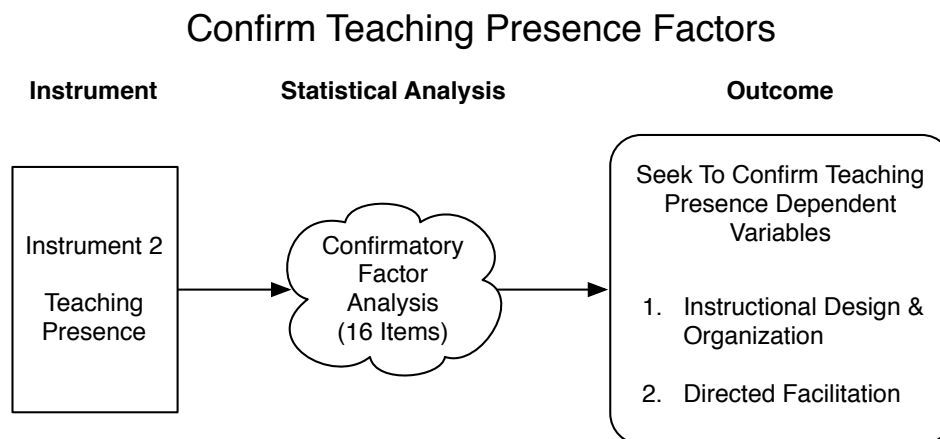 Confirm Teaching Presence Factors
Instrument
Statistical Analysis
Outcome
Instrument 2
Teaching
Presence
Confirmatory
Factor
Analysis
(16 Items)
Seek To Confirm Teaching
Presence Dependent
Variables
1. Instructional Design &
Organization
2. Directed Facilitation